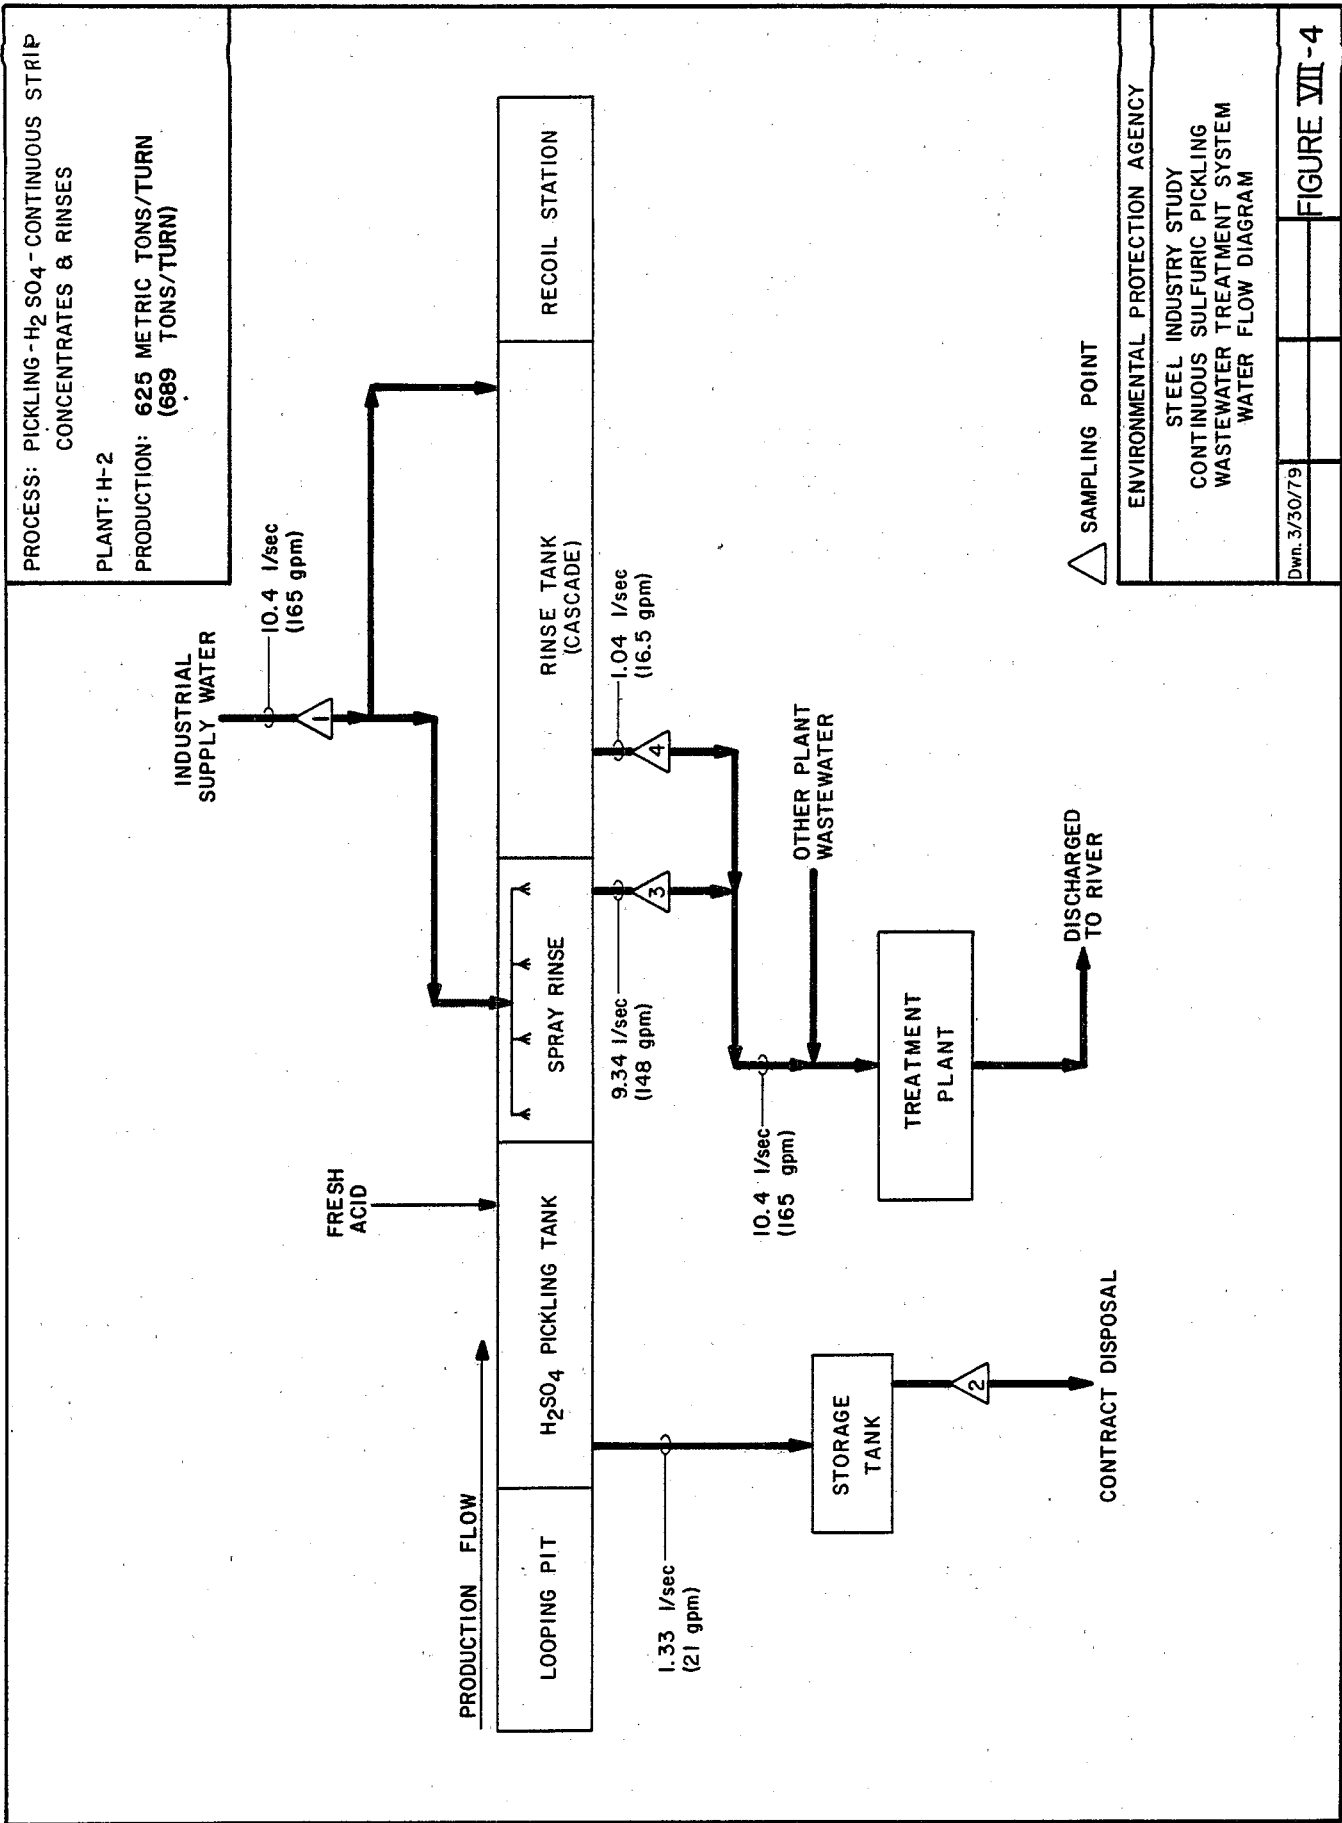 PROCESS: PICKLING-H2 SO4-CONTINUOUS STRIP
CONCENTRATES & RINSES
PLANT: H-2
PRODUCTION: 625 METRIC TONS/TURN
(689 TONS/TURN)
INDUSTRIAL
SUPPLY WATER
10.4 l/sec
(165 gpm)
1
FRESH
ACID
PRODUCTION FLOW
LOOPING PIT
H2SO4 PICKLING TANK
SPRAY RINSE
RINSE TANK
(CASCADE)
RECOIL STATION
1.33 l/sec
(21 gpm)
9.34 l/sec
(148 gpm)
3
1.04 l/sec
(16.5 gpm)
4
10.4 l/sec
(165 gpm)
OTHER PLANT
WASTEWATER
STORAGE
TANK
2
CONTRACT DISPOSAL
TREATMENT
PLANT
DISCHARGED
TO RIVER
SAMPLING POINT
ENVIRONMENTAL PROTECTION AGENCY
STEEL INDUSTRY STUDY
CONTINUOUS SULFURIC PICKLING
WASTEWATER TREATMENT SYSTEM
WATER FLOW DIAGRAM
Dwn. 3/30/79
FIGURE VII-4